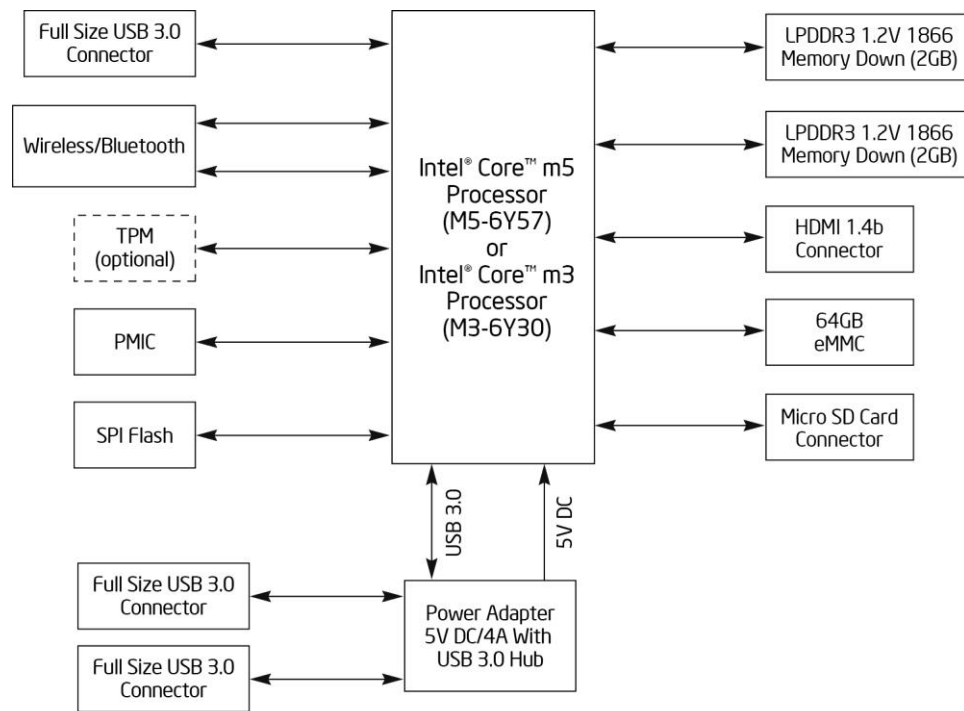 Full Size USB 3.0
Connector
Wireless/Bluetooth
TPM
(optional)
PMIC
SPI Flash
Intel® Core™ m5
Processor
(M5-6Y57)
or
Intel® Core™ m3
Processor
(M3-6Y30)
LPDDR3 1.2V 1866
Memory Down (2GB)
LPDDR3 1.2V 1866
Memory Down (2GB)
HDMI 1.4b
Connector
64GB
eMMC
Micro SD Card
Connector
USB 3.0
5V DC
Full Size USB 3.0
Connector
Full Size USB 3.0
Connector
Power Adapter
5V DC/4A With
USB 3.0 Hub